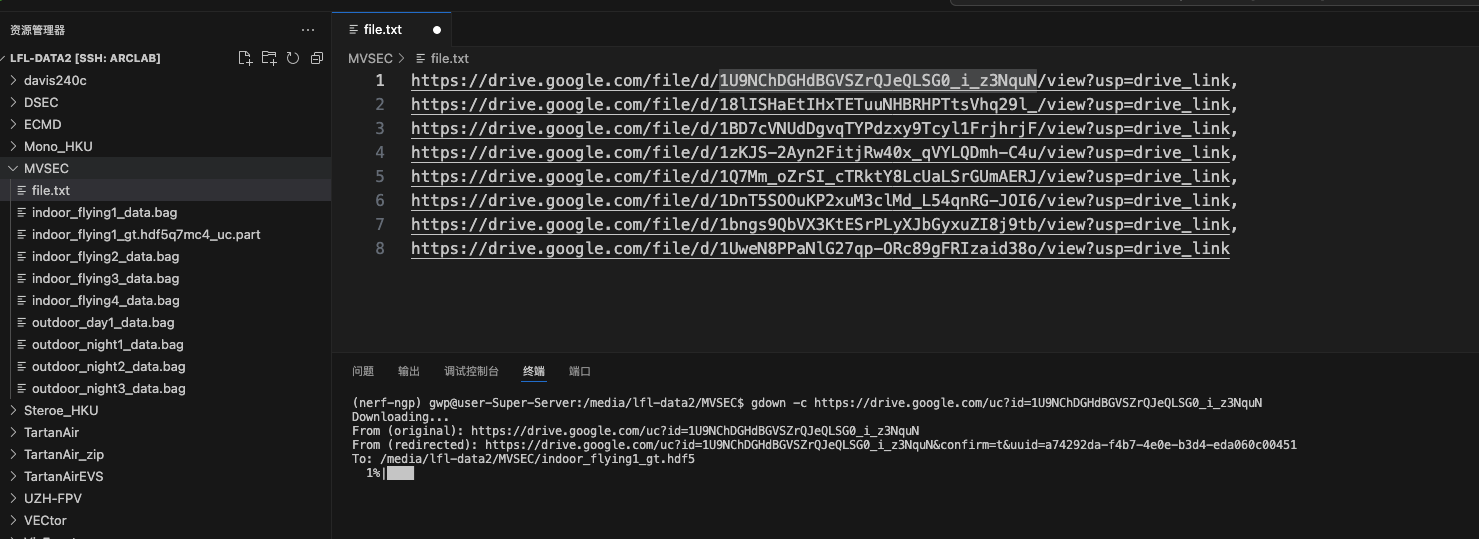 资源管理器
LFL-DATA2 [SSH: ARCLAB]
davis240c
DSEC
ECMD
Mono_HKU
MVSEC
file.txt
indoor_flying1_data.bag
indoor_flying1_gt.hdf5q7mc4_uc.part
indoor_flying2_data.bag
indoor_flying3_data.bag
indoor_flying4_data.bag
outdoor_day1_data.bag
outdoor_night1_data.bag
outdoor_night2_data.bag
outdoor_night3_data.bag
Steroe_HKU
TartanAir
TartanAir_zip
TartanAirEVS
UZH-FPV
VECtor
file.txt
MVSEC > file.txt
1 https://drive.google.com/file/d/1U9NChDGHdBGVSZrQJeQLSG0_i_z3NquN/view?usp=drive_link,
2 https://drive.google.com/file/d/18lISHaEtIHxTETuuNHBRHPTtsVhq29l_/view?usp=drive_link,
3 https://drive.google.com/file/d/1BD7cVNUdDgvqTYPdzxy9Tcyl1FrjhrjF/view?usp=drive_link,
4 https://drive.google.com/file/d/1zKJS-2Ayn2FitjRw40x_qVYLQDmh-C4u/view?usp=drive_link,
5 https://drive.google.com/file/d/1Q7Mm_oZrSI_cTRktY8LcUaLSrGUmAERJ/view?usp=drive_link,
6 https://drive.google.com/file/d/1DnT5SOOuKP2xuM3clMd_L54qnRG-JOI6/view?usp=drive_link,
7 https://drive.google.com/file/d/1bngs9QbVX3KtESrPLyXJbGyxuZI8j9tb/view?usp=drive_link,
8 https://drive.google.com/file/d/1UweN8PPaNlG27qp-ORc89gFRIzaid38o/view?usp=drive_link
问题 输出 调试控制台 终端 端口
(nerf-ngp) gwp@user-Super-Server:/media/lfl-data2/MVSEC$ gdown -c https://drive.google.com/uc?id=1U9NChDGHdBGVSZrQJeQLSG0_i_z3NquN
Downloading...
From (original): https://drive.google.com/uc?id=1U9NChDGHdBGVSZrQJeQLSG0_i_z3NquN
From (redirected): https://drive.google.com/uc?id=1U9NChDGHdBGVSZrQJeQLSG0_i_z3NquN&confirm=t&uuid=a74292da-f4b7-4e0e-b3d4-eda060c00451
To: /media/lfl-data2/MVSEC/indoor_flying1_gt.hdf5
1%|